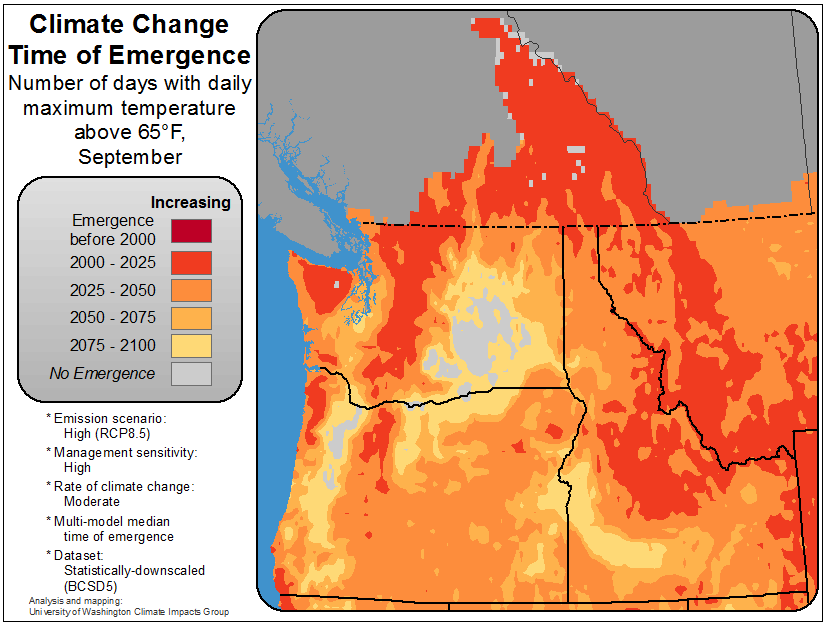 Climate Change
Time of Emergence
Number of days with daily
maximum temperature
above 65°F,
September
Increasing
Emergence
before 2000
2000 - 2025
2025 - 2050
2050 - 2075
2075 - 2100
No Emergence
* Emission scenario:
High (RCP8.5)
* Management sensitivity:
High
* Rate of climate change:
Moderate
* Multi-model median
time of emergence
* Dataset:
Statistically-downscaled
(BCSD5)
Analysis and mapping:
University of Washington Climate Impacts Group